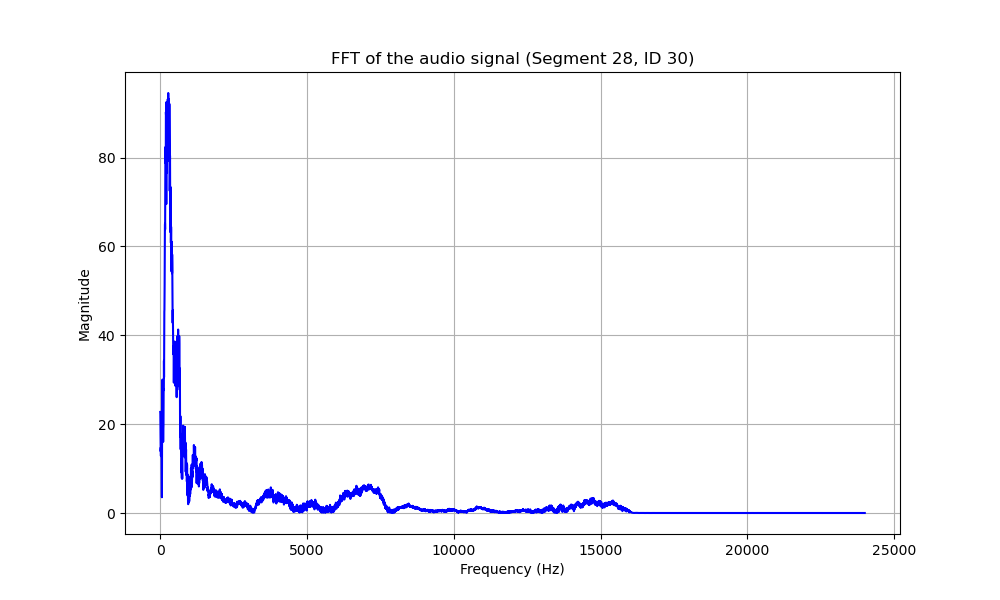 FFT of the audio signal (Segment 28, ID 30)
Magnitude
80
60
40
20
0
0 5000 10000 15000 20000 25000
Frequency (Hz)